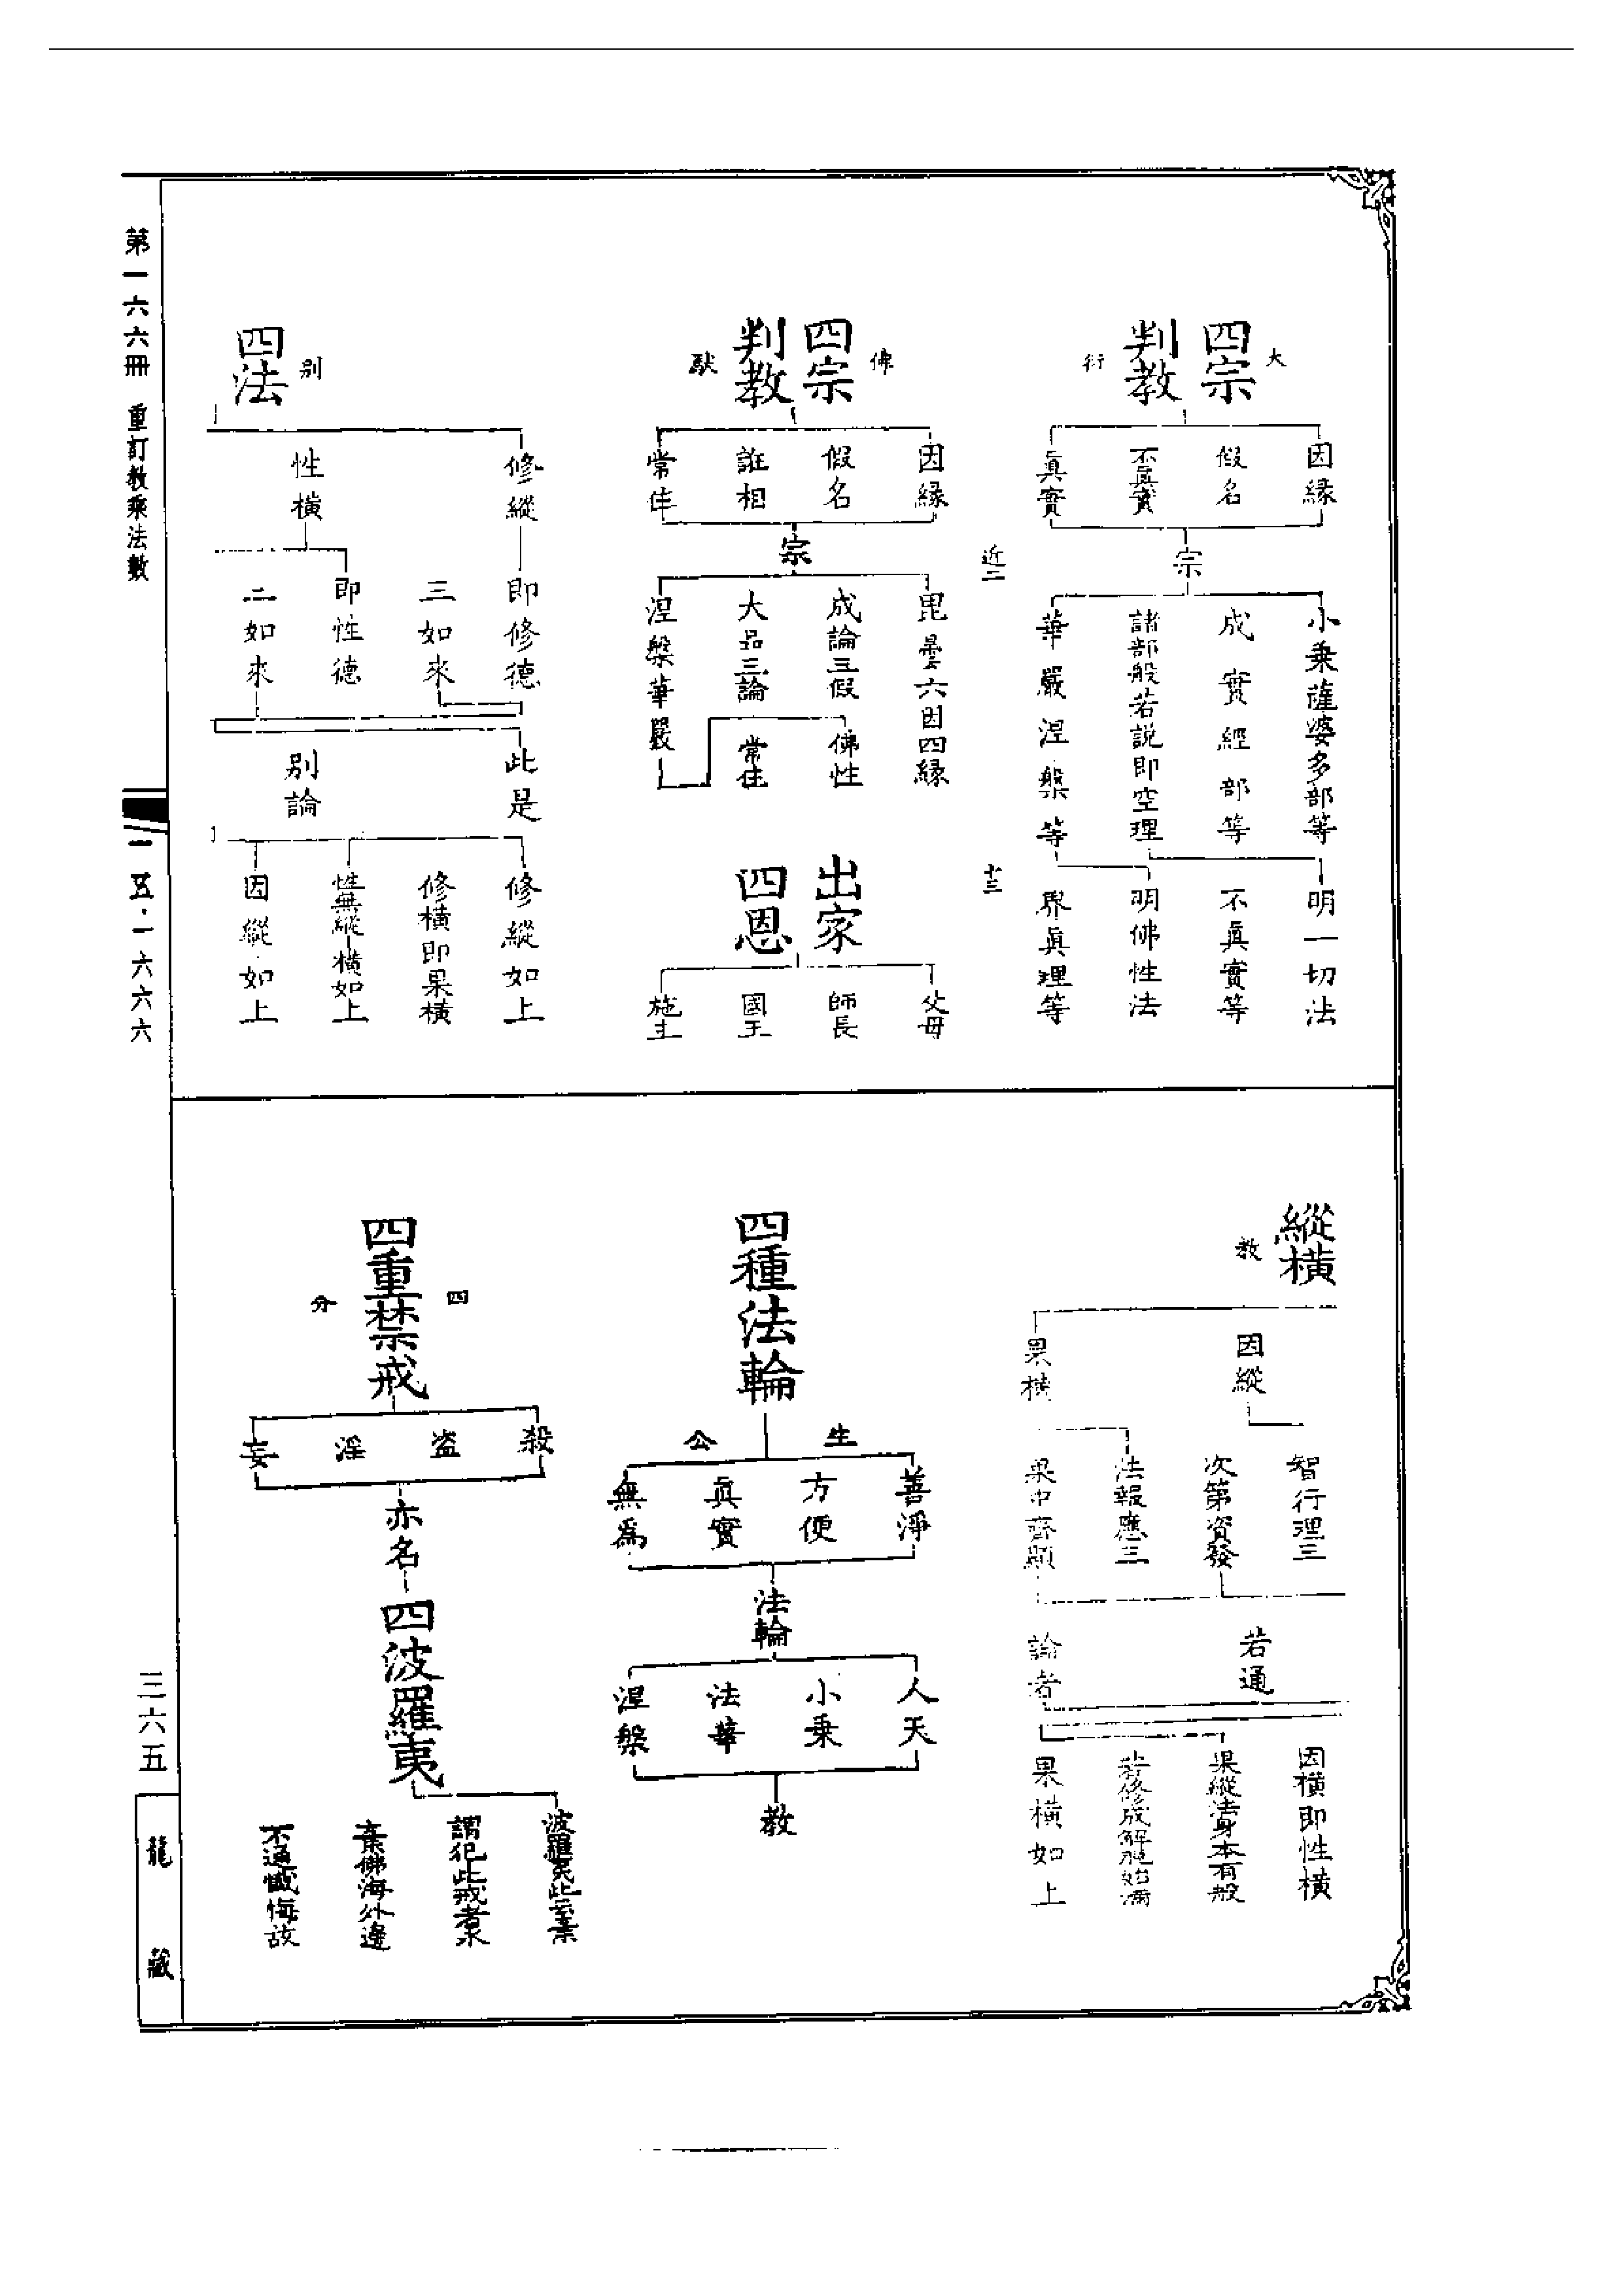 四宗
判教
大
衍
因緣
假名
不眞實
眞實
宗
小乘薩婆多部等
成實經部等
諸部般若説即空理
華嚴涅槃等
明一切法
不眞實等
明佛性法
界眞理等
近二
十三
四宗
判教
佛
馱
因緣
假名
誑相
常住
宗
毘曇六因四緣
成論三假
大品三論
涅槃華嚴
佛性
常住
出家
四恩
父母
師長
國王
施主
四法
别
修縱
性橫
即修德
三如來
即性德
二如來
此是
别論
修縱如上
修橫即果橫
性無縱橫如上
因縱如上
縱橫
教
因縱
果橫
智行理三
次第資發
法報應三
果中齊顯
若通
論者
因橫即性橫
果縱法身本有般
若修成解脫始滿
果橫如上
四種法輪
生
公
善淨
方便
眞實
無為
法輪
人天
小乘
法華
涅槃
教
四重禁戒
四
分
殺
盜
淫
妄
亦名
四波羅夷
波羅夷此云棄
謂犯此戒者永
棄佛海外邊
不通懺悔故
第一六六冊 重訂教乘法數
一五·一六六六
三六五
龍藏